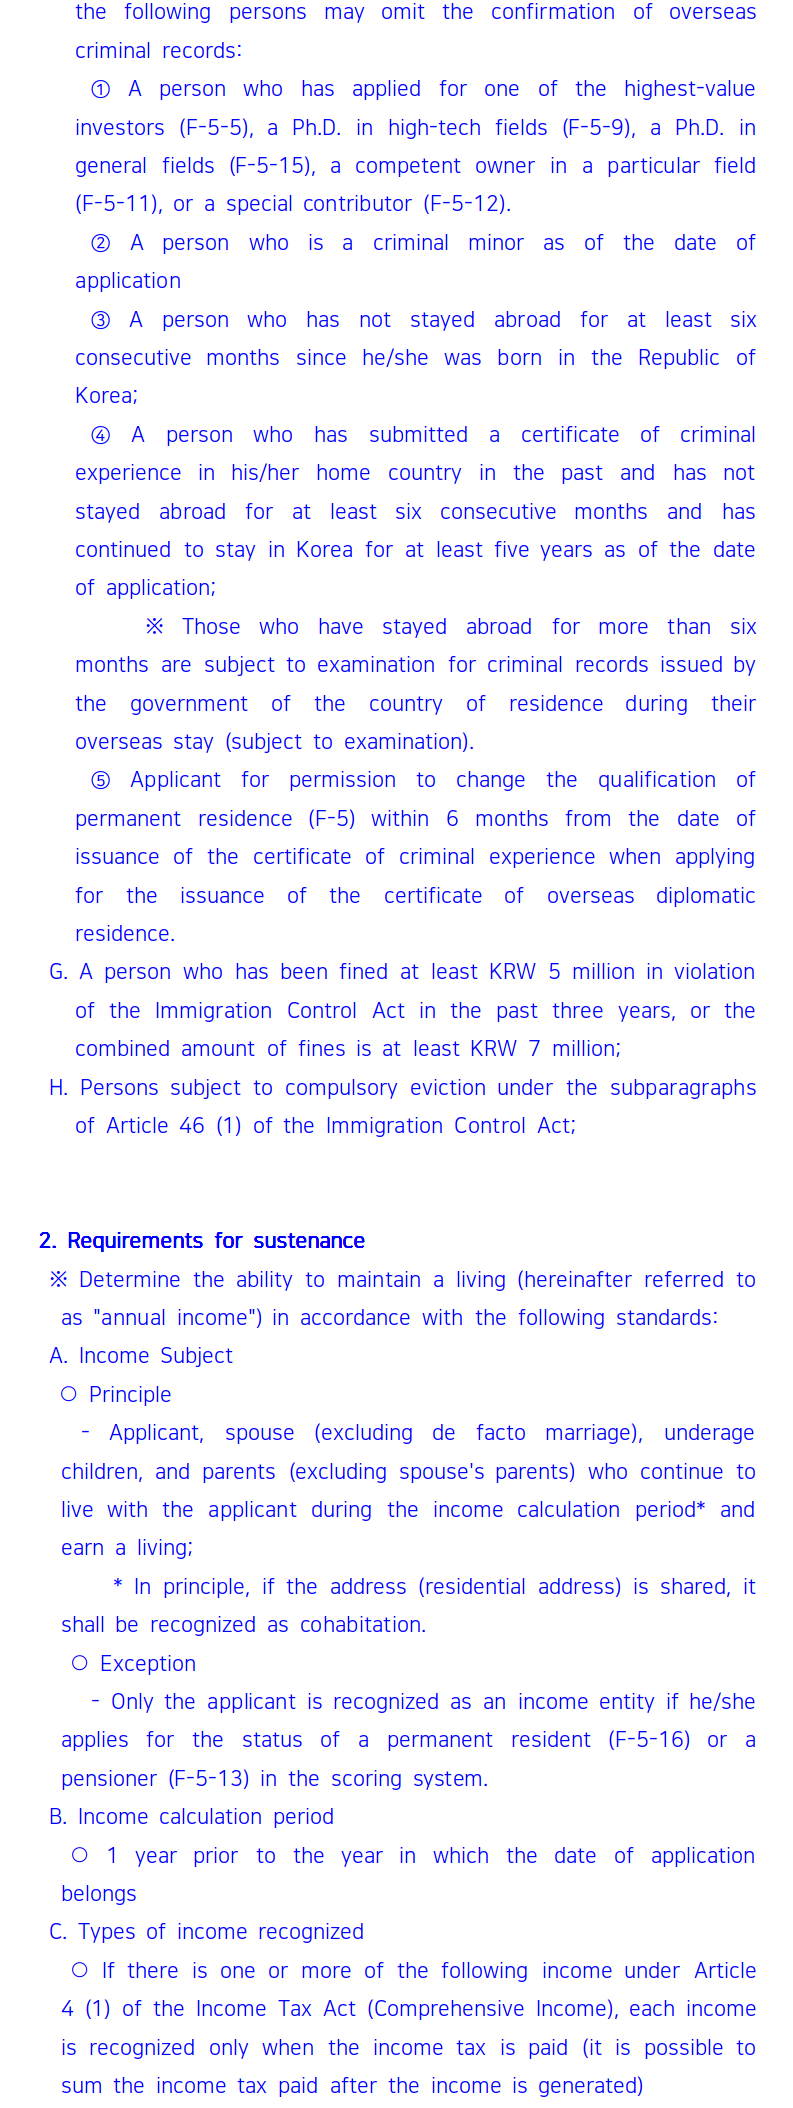 the following persons may omit the confirmation of overseas
criminal records:
① A person who has applied for one of the highest-value
investors (F-5-5), a Ph.D. in high-tech fields (F-5-9), a Ph.D. in
general fields (F-5-15), a competent owner in a particular field
(F-5-11), or a special contributor (F-5-12).
② A person who is a criminal minor as of the date of
application
③ A person who has not stayed abroad for at least six
consecutive months since he/she was born in the Republic of
Korea;
④ A person who has submitted a certificate of criminal
experience in his/her home country in the past and has not
stayed abroad for at least six consecutive months and has
continued to stay in Korea for at least five years as of the date
of application;
※ Those who have stayed abroad for more than six
months are subject to examination for criminal records issued by
the government of the country of residence during their
overseas stay (subject to examination).
⑤ Applicant for permission to change the qualification of
permanent residence (F-5) within 6 months from the date of
issuance of the certificate of criminal experience when applying
for the issuance of the certificate of overseas diplomatic
residence.
G. A person who has been fined at least KRW 5 million in violation
of the Immigration Control Act in the past three years, or the
combined amount of fines is at least KRW 7 million;
H. Persons subject to compulsory eviction under the subparagraphs
of Article 46 (1) of the Immigration Control Act;
2. Requirements for sustenance
※ Determine the ability to maintain a living (hereinafter referred to
as "annual income") in accordance with the following standards:
A. Income Subject
○ Principle
- Applicant, spouse (excluding de facto marriage), underage
children, and parents (excluding spouse's parents) who continue to
live with the applicant during the income calculation period* and
earn a living;
* In principle, if the address (residential address) is shared, it
shall be recognized as cohabitation.
○ Exception
- Only the applicant is recognized as an income entity if he/she
applies for the status of a permanent resident (F-5-16) or a
pensioner (F-5-13) in the scoring system.
B. Income calculation period
○ 1 year prior to the year in which the date of application
belongs
C. Types of income recognized
○ If there is one or more of the following income under Article
4 (1) of the Income Tax Act (Comprehensive Income), each income
is recognized only when the income tax is paid (it is possible to
sum the income tax paid after the income is generated)